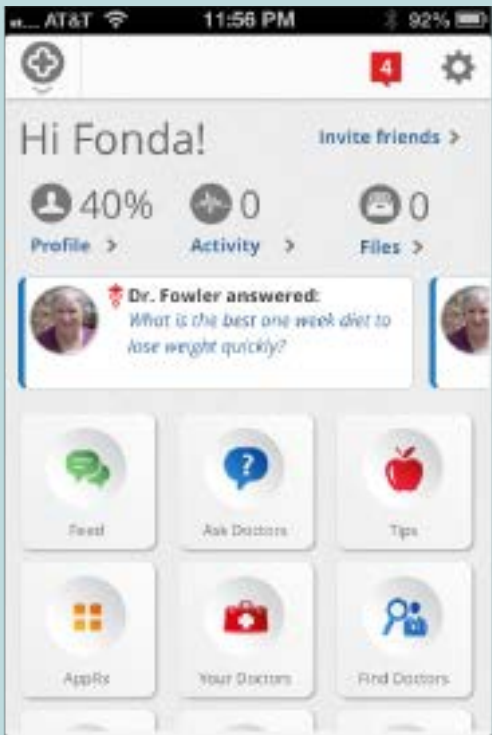 AT&T 11:56 PM 92%
4
Hi Fonda!
Invite friends >
40% 0 0
Profile > Activity > Files >
Dr. Fowler answered:
What is the best one week diet to
lose weight quickly?
Feed Ask Doctors Tips
AppRx Your Doctors Find Doctors